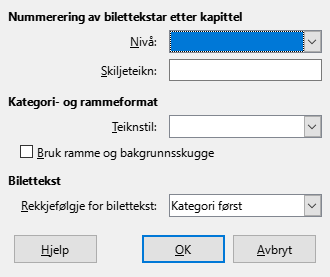 Nummerering av bilettekstar etter kapittel
Nivå:
Skiljeteikn:
Kategori- og rammeformat
Teiknstil:
Bruk ramme og bakgrunnsskugge
Bilettekst
Rekkjefølgje for bilettekst: Kategori først
Hjelp OK Avbryt